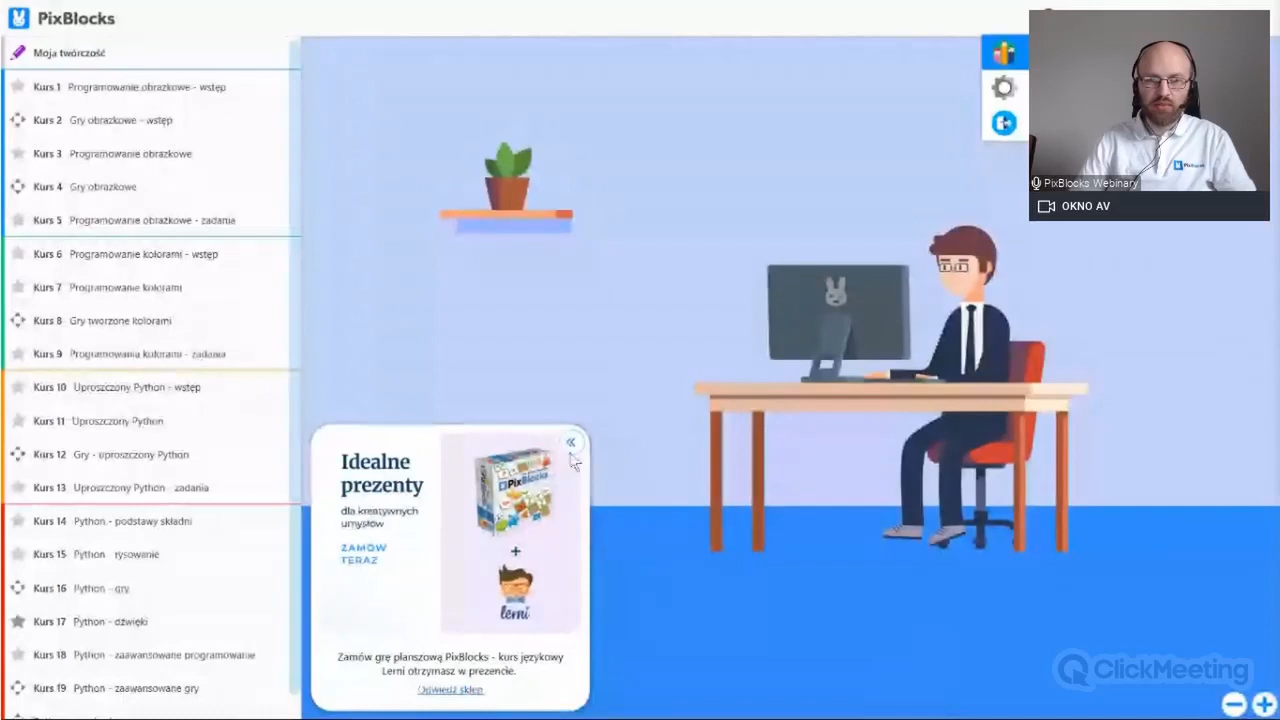 PixBlocks
Moja twórczość
Kurs 1 Programowanie obrazkowe - wstęp
Kurs 2 Gry obrazkowe - wstęp
Kurs 3 Programowanie obrazkowe
Kurs 4 Gry obrazkowe
Kurs 5 Programowanie obrazkowe - zadania
Kurs 6 Programowanie kolorami - wstęp
Kurs 7 Programowanie kolorami
Kurs 8 Gry tworzone kolorami
Kurs 9 Programowania kolorami - zadania
Kurs 10 Uproszczony Python - wstęp
Kurs 11 Uproszczony Python
Kurs 12 Gry - uproszczony Python
Kurs 13 Uproszczony Python - zadania
Kurs 14 Python - podstawy składni
Kurs 15 Python - rysowanie
Kurs 16 Python - gry
Kurs 17 Python - dźwięki
Kurs 18 Python - zaawansowane programowanie
Kurs 19 Python - zaawansowane gry
Idealne
prezenty
dla kreatywnych
umysłów
ZAMÓW
TERAZ
PixBlocks
+
lerni
Zamów grę planszową PixBlocks - kurs językowy
Lerni otrzymasz w prezencie.
Odwiedź sklep
PixBlocks
PixBlocks Webinary
OKNO AV
ClickMeeting